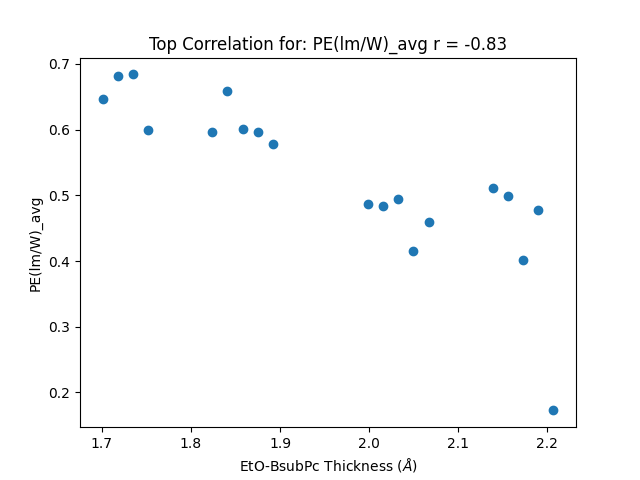 Top Correlation for: PE(lm/W)_avg r = -0.83
PE(lm/W)_avg
0.7
0.6
0.5
0.4
0.3
0.2
1.7 1.8 1.9 2.0 2.1 2.2
EtO-BsubPc Thickness (Å)